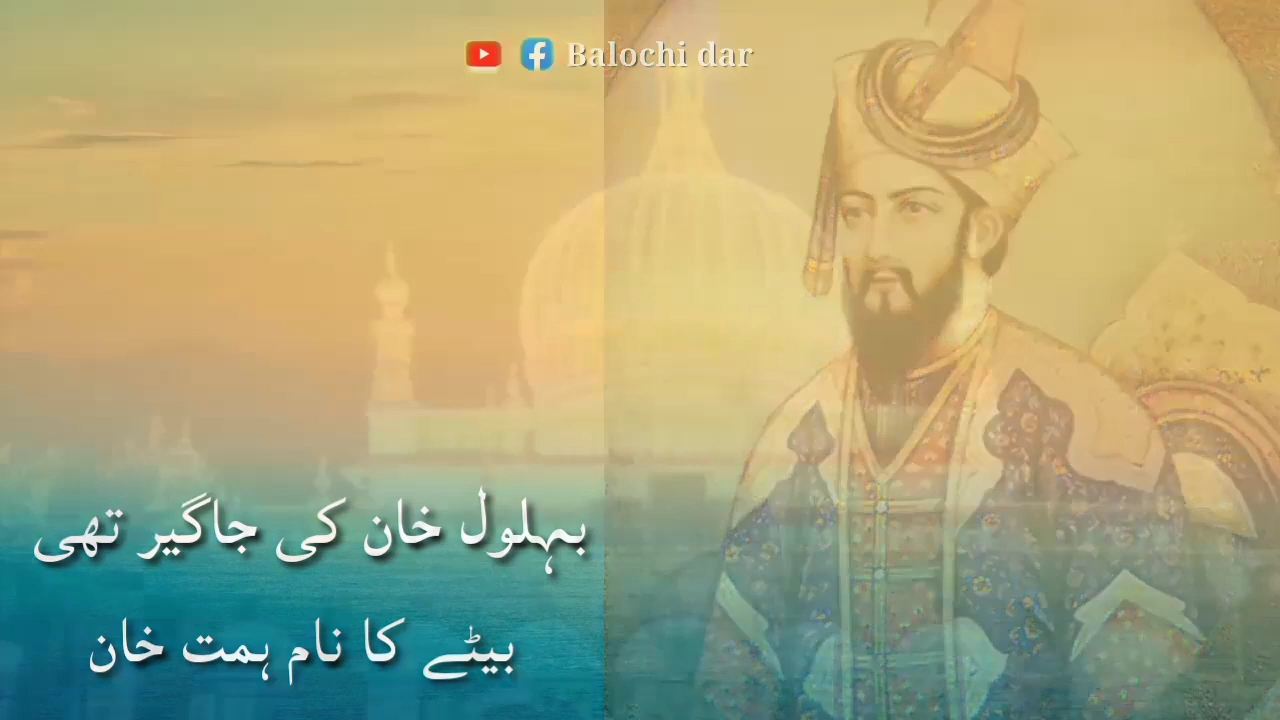 Balochi dar
بہلول خان کی جاگیر تھی
بیٹے کا نام ہمت خان